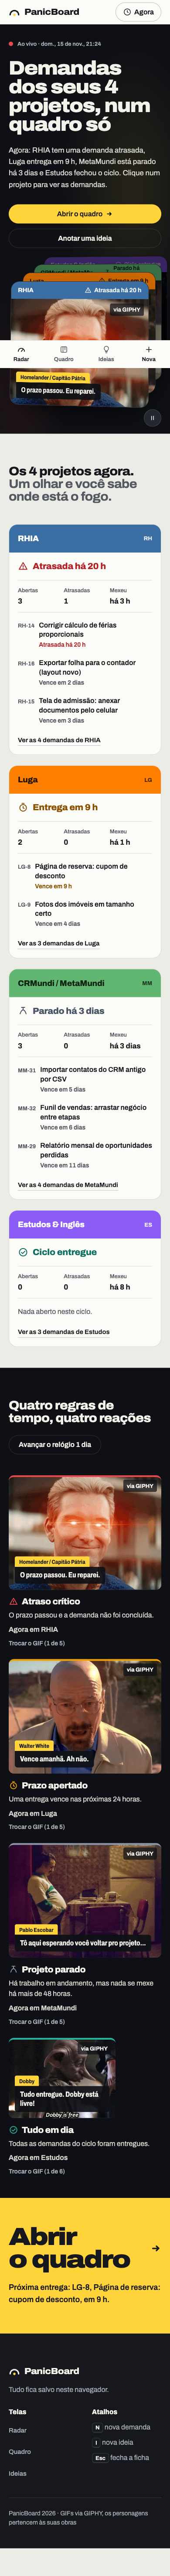 PanicBoard
Agora
Ao vivo · dom., 15 de nov., 21:24
Demandas
dos seus 4
projetos, num
quadro só
Agora: RHIA tem uma demanda atrasada,
Luga entrega em 9 h, MetaMundi está parado
há 3 dias e Estudos fechou o ciclo. Clique num
projeto para ver as demandas.
Abrir o quadro →
Anotar uma ideia
RHIA
Atrasada há 20 h
via GIPHY
Radar
Quadro
Ideias
Nova
Homelander / Capitão Pátria
O prazo passou. Eu reparei.
Os 4 projetos agora.
Um olhar e você sabe
onde está o fogo.
RHIA
RH
Atrasada há 20 h
Abertas
Atrasadas
Mexeu
3
1
há 3 h
RH-14
Corrigir cálculo de férias
proporcionais
Atrasada há 20 h
RH-16
Exportar folha para o contador
(layout novo)
Vence em 2 dias
RH-15
Tela de admissão: anexar
documentos pelo celular
Vence em 3 dias
Ver as 4 demandas de RHIA
Luga
LG
Entrega em 9 h
Abertas
Atrasadas
Mexeu
2
0
há 1 h
LG-8
Página de reserva: cupom de
desconto
Vence em 9 h
LG-9
Fotos dos imóveis em tamanho
certo
Vence em 4 dias
Ver as 3 demandas de Luga
CRMundi / MetaMundi
MM
Parado há 3 dias
Abertas
Atrasadas
Mexeu
3
0
há 3 dias
MM-31
Importar contatos do CRM antigo
por CSV
Vence em 5 dias
MM-32
Funil de vendas: arrastar negócio
entre etapas
Vence em 6 dias
MM-29
Relatório mensal de oportunidades
perdidas
Vence em 11 dias
Ver as 4 demandas de MetaMundi
Estudos & Inglês
ES
Ciclo entregue
Abertas
Atrasadas
Mexeu
0
0
há 8 h
Nada aberto neste ciclo.
Ver as 3 demandas de Estudos
Quatro regras de
tempo, quatro reações
Avançar o relógio 1 dia
via GIPHY
Homelander / Capitão Pátria
O prazo passou. Eu reparei.
Atraso crítico
O prazo passou e a demanda não foi concluída.
Agora em RHIA
Trocar o GIF (1 de 5)
via GIPHY
Walter White
Vence amanhã. Ah não.
Prazo apertado
Uma entrega vence nas próximas 24 horas.
Agora em Luga
Trocar o GIF (1 de 5)
via GIPHY
Pablo Escobar
Tô aqui esperando você voltar pro projeto...
Projeto parado
Há trabalho em andamento, mas nada se mexe
há mais de 48 horas.
Agora em MetaMundi
Trocar o GIF (1 de 5)
via GIPHY
Dobby
Tudo entregue. Dobby está
livre!
Dobby is free
Tudo em dia
Todas as demandas do ciclo foram entregues.
Agora em Estudos
Trocar o GIF (1 de 6)
Abrir
o quadro
→
Próxima entrega: LG-8, Página de reserva:
cupom de desconto, em 9 h.
PanicBoard
Tudo fica salvo neste navegador.
Telas
Radar
Quadro
Ideias
Atalhos
N nova demanda
I nova ideia
Esc fecha a ficha
PanicBoard 2026 · GIFs via GIPHY, os personagens
pertencem às suas obras